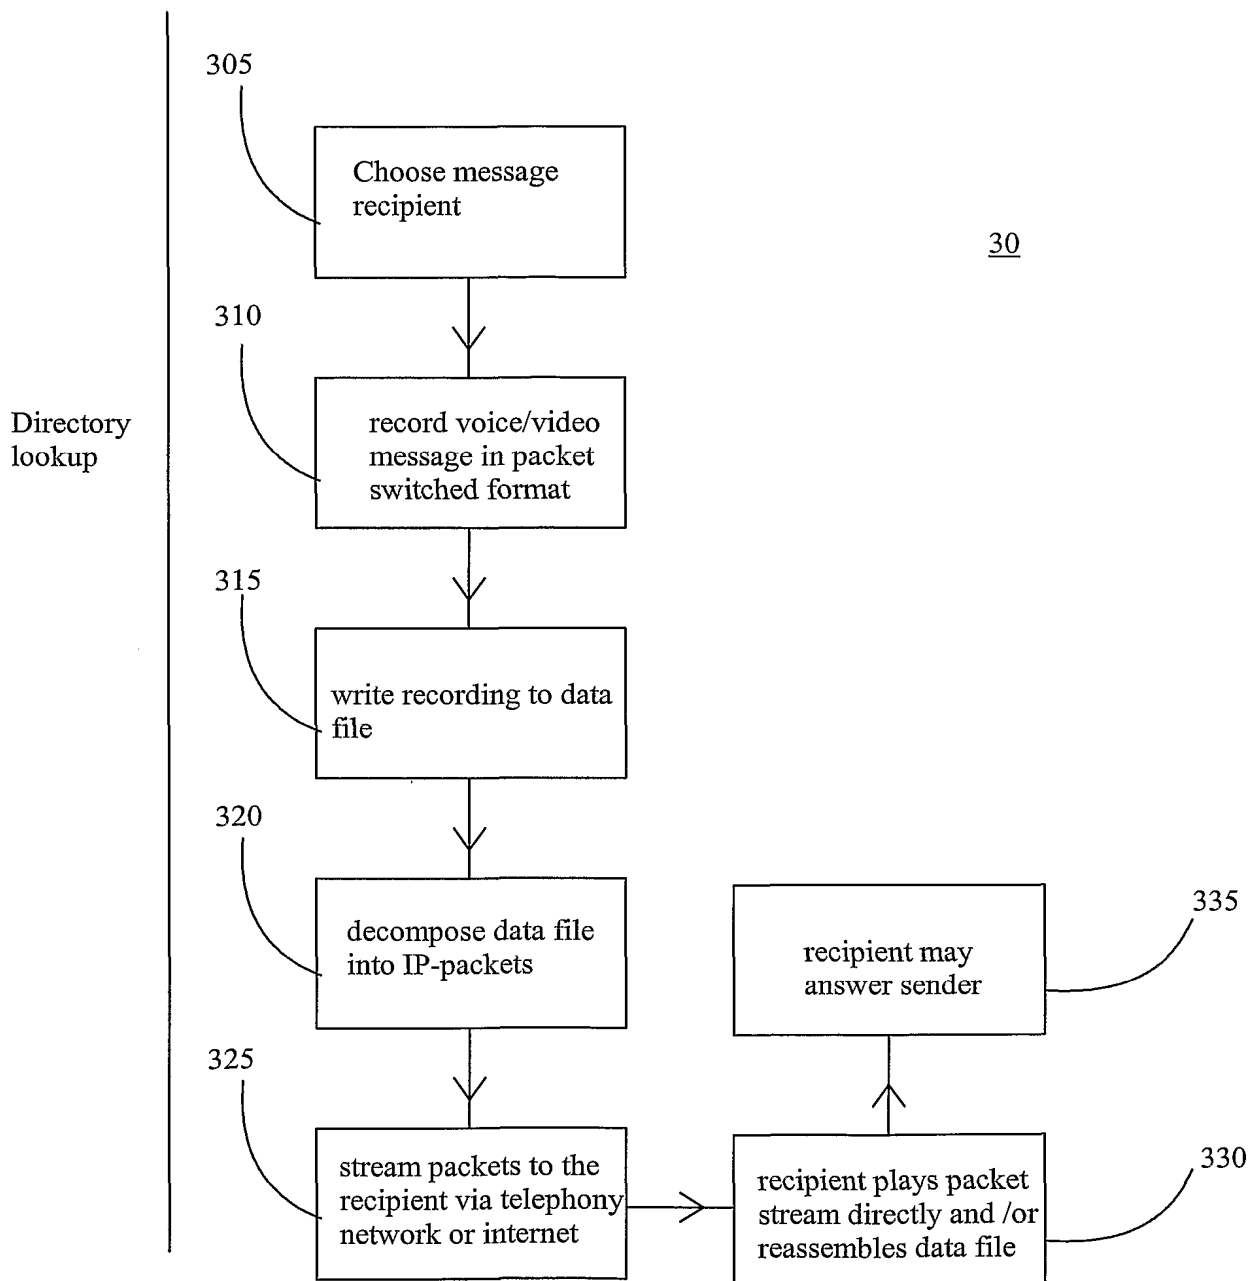 305
Choose message
recipient
30
310
record voice/video
message in packet
switched format
Directory
lookup
315
write recording to data
file
320
decompose data file
into IP-packets
325
stream packets to the
recipient via telephony
network or internet
335
recipient may
answer sender
330
recipient plays packet
stream directly and /or
reassembles data file